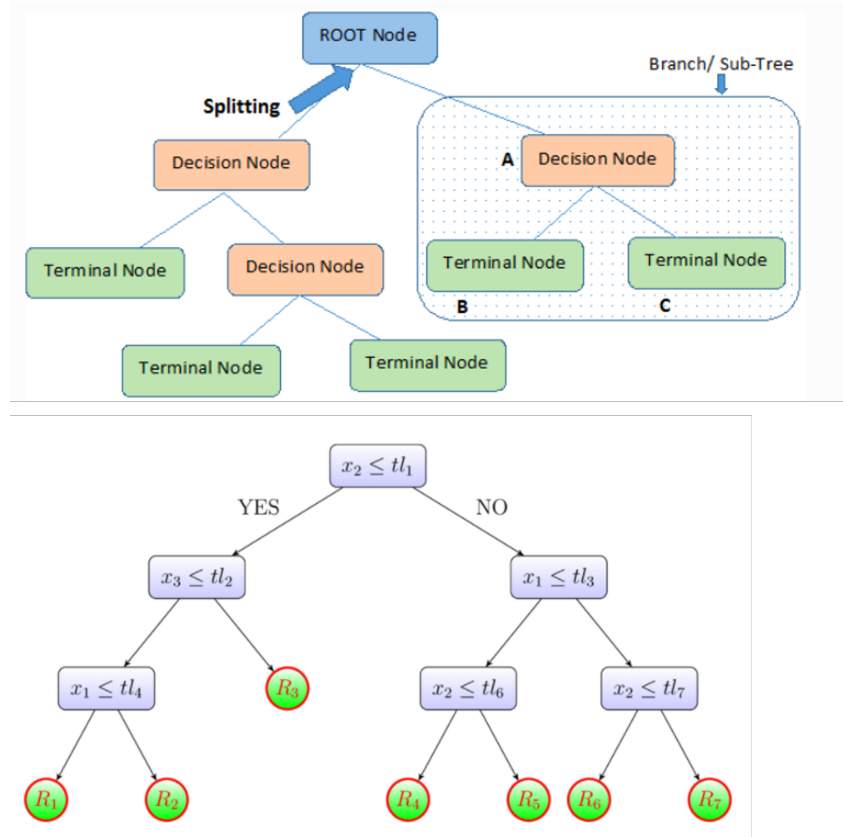 ROOT Node
Branch/ Sub-Tree
Splitting
Decision Node
A Decision Node
Terminal Node
Decision Node
Terminal Node
Terminal Node
B
C
Terminal Node
Terminal Node
x₂ ≤ tl₁
YES
NO
x₃ ≤ tl₂
x₁ ≤ tl₃
x₁ ≤ tl₄
R₃
x₂ ≤ tl₆
x₂ ≤ tl₇
R₁
R₂
R₄
R₅
R₆
R₇